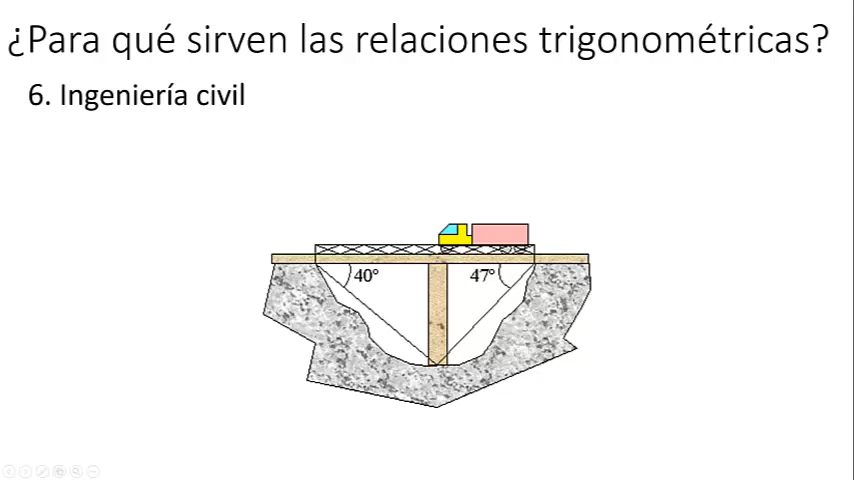 ¿Para qué sirven las relaciones trigonométricas?
6. Ingeniería civil
40° 47°